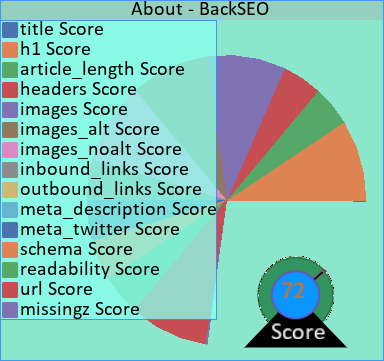 About - BackSEO
title Score
h1 Score
article_length Score
headers Score
images Score
images_alt Score
images_noalt Score
inbound_links Score
outbound_links Score
meta_description Score
meta_twitter Score
schema Score
readability Score
url Score
missingz Score
72
Score